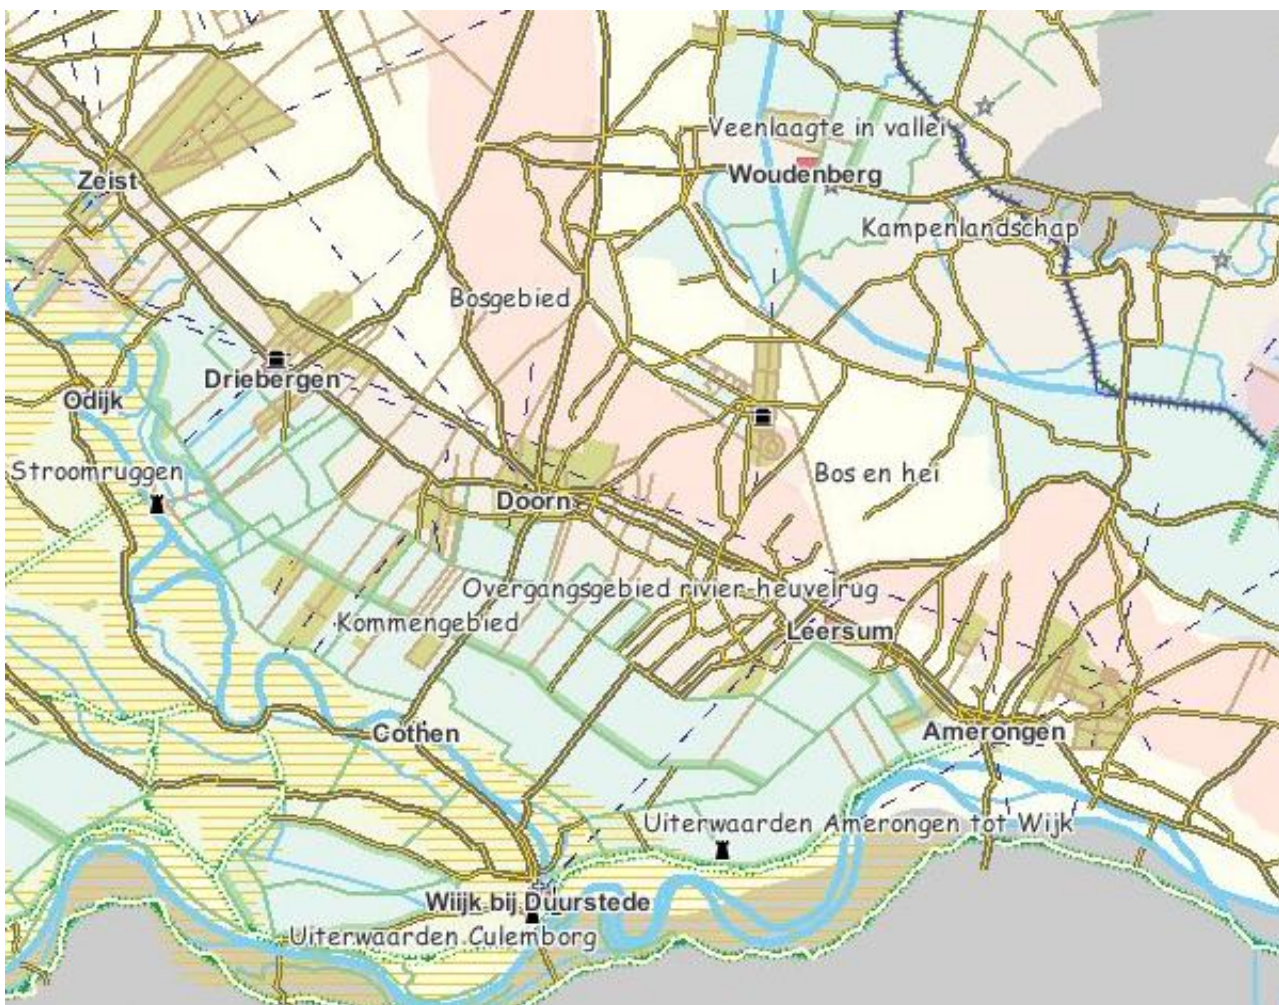 Veenlaagte in vallei
Zeist
Woudenberg
Kampenlandschap
Bosgebied
Driebergen
Odijk
Stroomruggen
Bos en hei
Doorn
Overgangsgebied rivier-heuvelrug
Kommengebied
Leersum
Cothen
Amerongen
Uiterwaarden Amerongen tot Wijk
Wiijk bij Duurstede
Uiterwaarden Culemborg